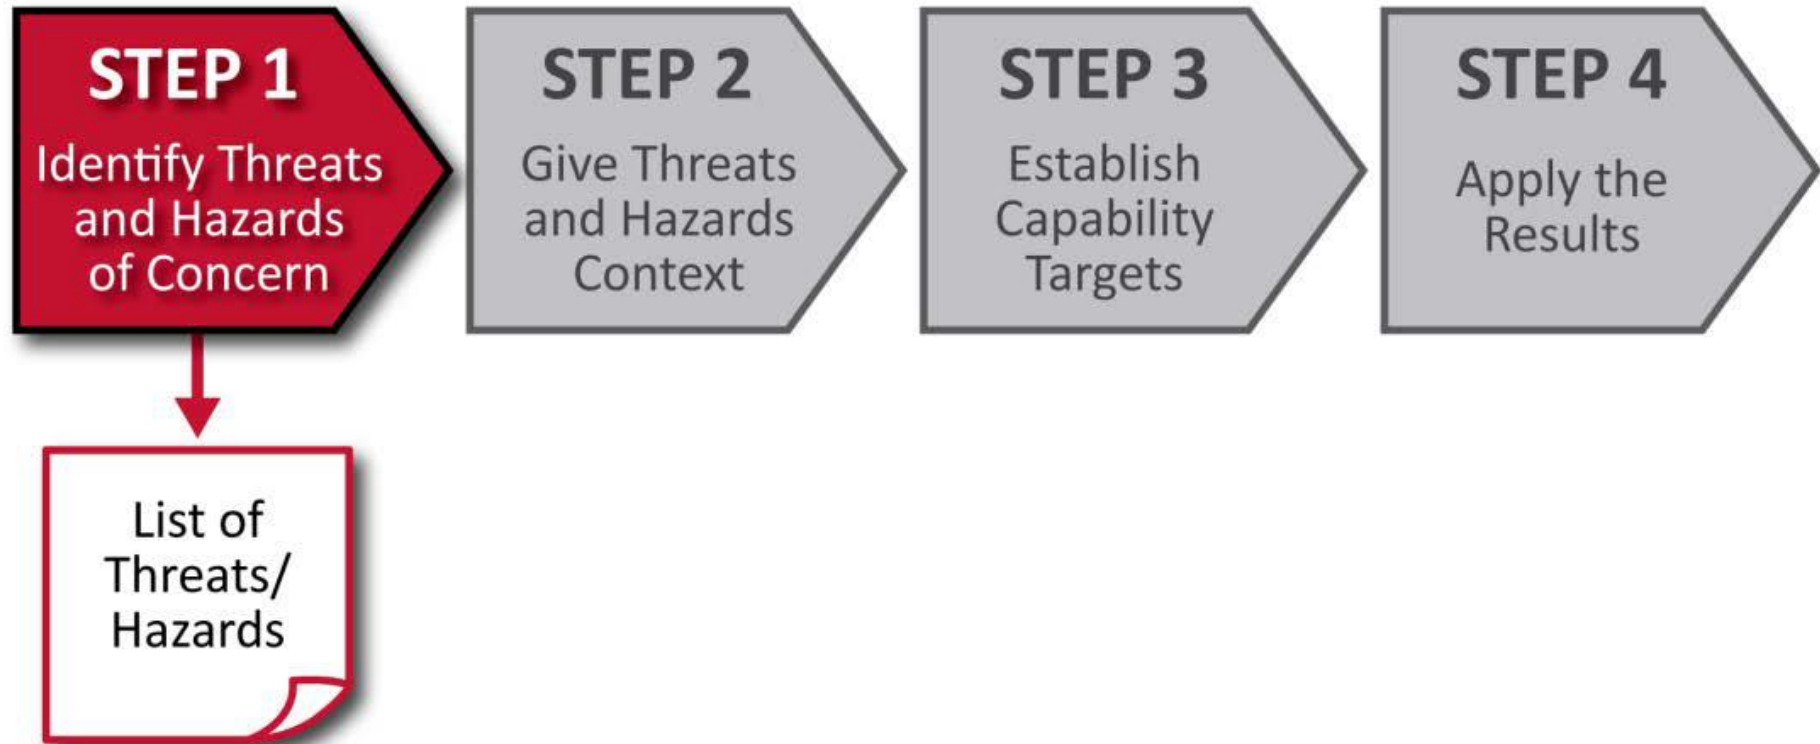 STEP 1
Identify Threats
and Hazards
of Concern
STEP 2
Give Threats
and Hazards
Context
STEP 3
Establish
Capability
Targets
STEP 4
Apply the
Results
List of
Threats/
Hazards